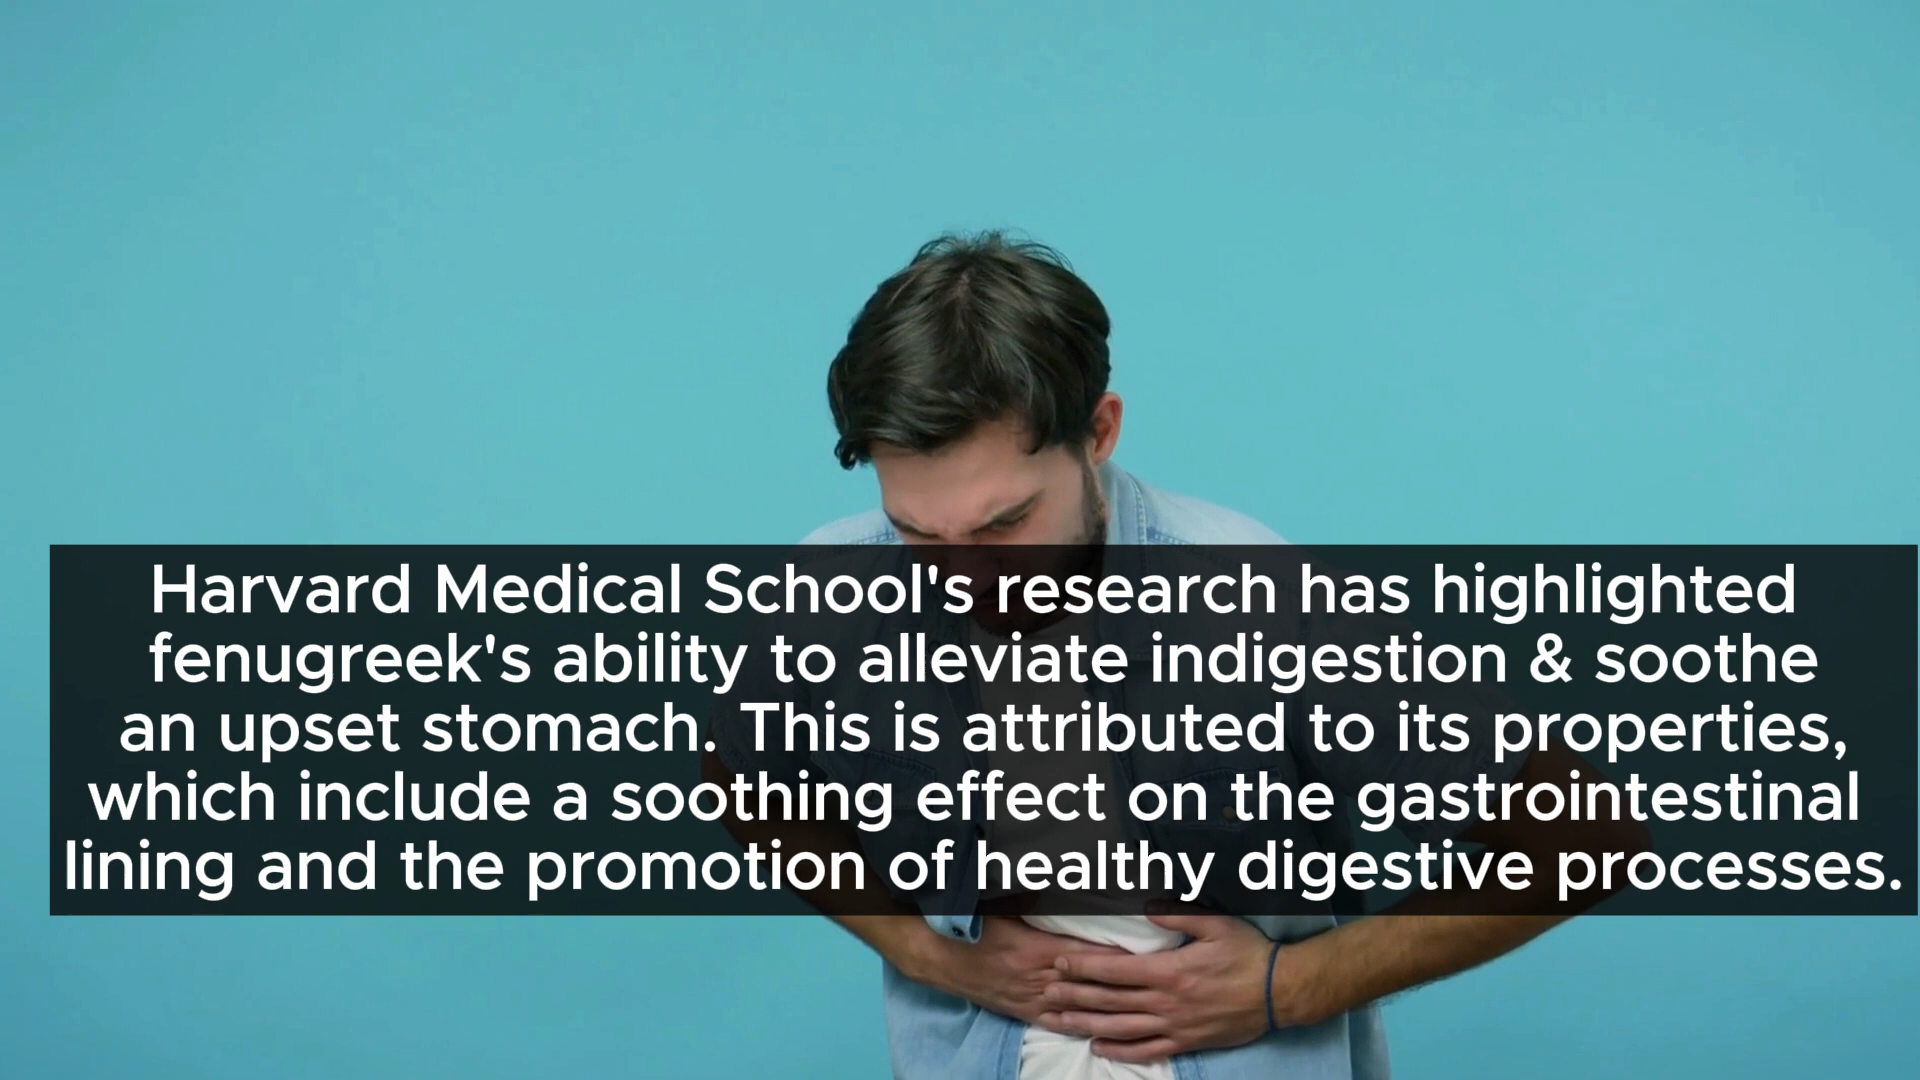 Harvard Medical School's research has highlighted
fenugreek's ability to alleviate indigestion & soothe
an upset stomach. This is attributed to its properties,
which include a soothing effect on the gastrointestinal
lining and the promotion of healthy digestive processes.